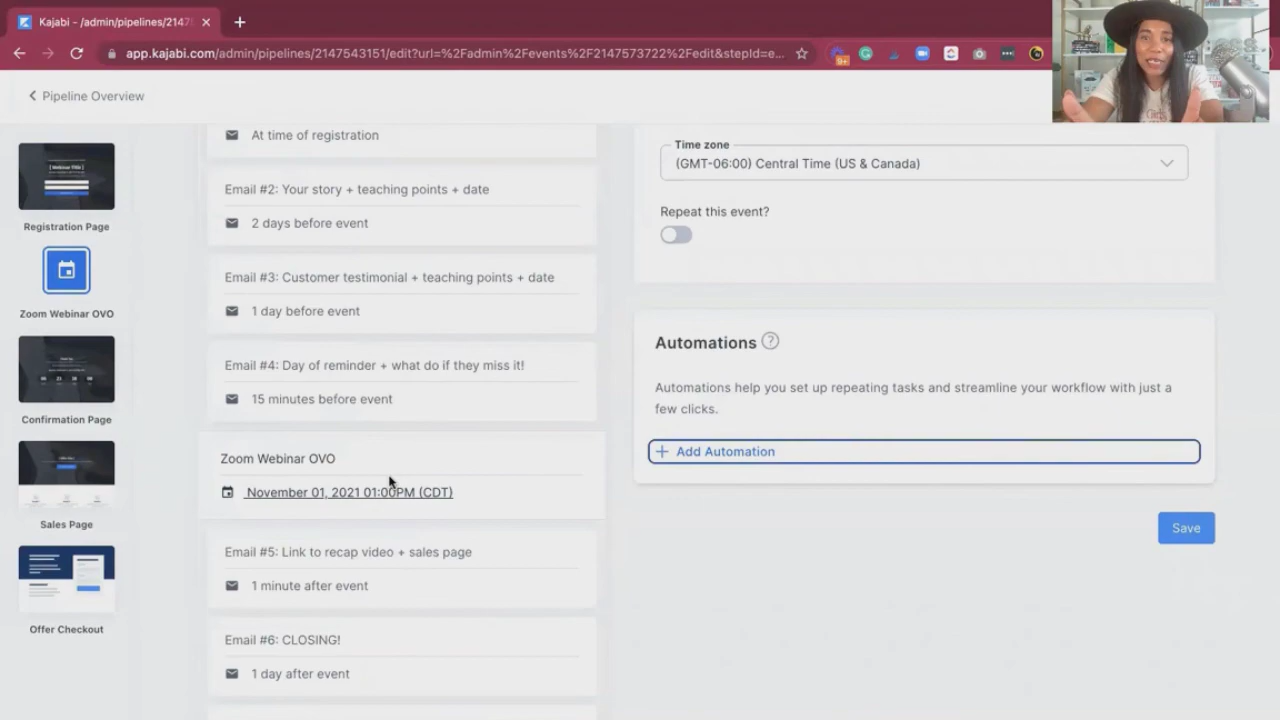 Kajabi - /admin/pipelines/2147
app.kajabi.com/admin/pipelines/2147543151/edit?url=%2Fadmin%2Fevents%2F2147573722%2Fedit&stepId=e...
9+
Pipeline Overview
Registration Page
Zoom Webinar OVO
Confirmation Page
Sales Page
Offer Checkout
At time of registration
Email #2: Your story + teaching points + date
2 days before event
Email #3: Customer testimonial + teaching points + date
1 day before event
Email #4: Day of reminder + what do if they miss it!
15 minutes before event
Zoom Webinar OVO
November 01, 2021 01:00PM (CDT)
Email #5: Link to recap video + sales page
1 minute after event
Email #6: CLOSING!
1 day after event
Time zone
(GMT-06:00) Central Time (US & Canada)
Repeat this event?
Automations ?
Automations help you set up repeating tasks and streamline your workflow with just a
few clicks.
+ Add Automation
Save